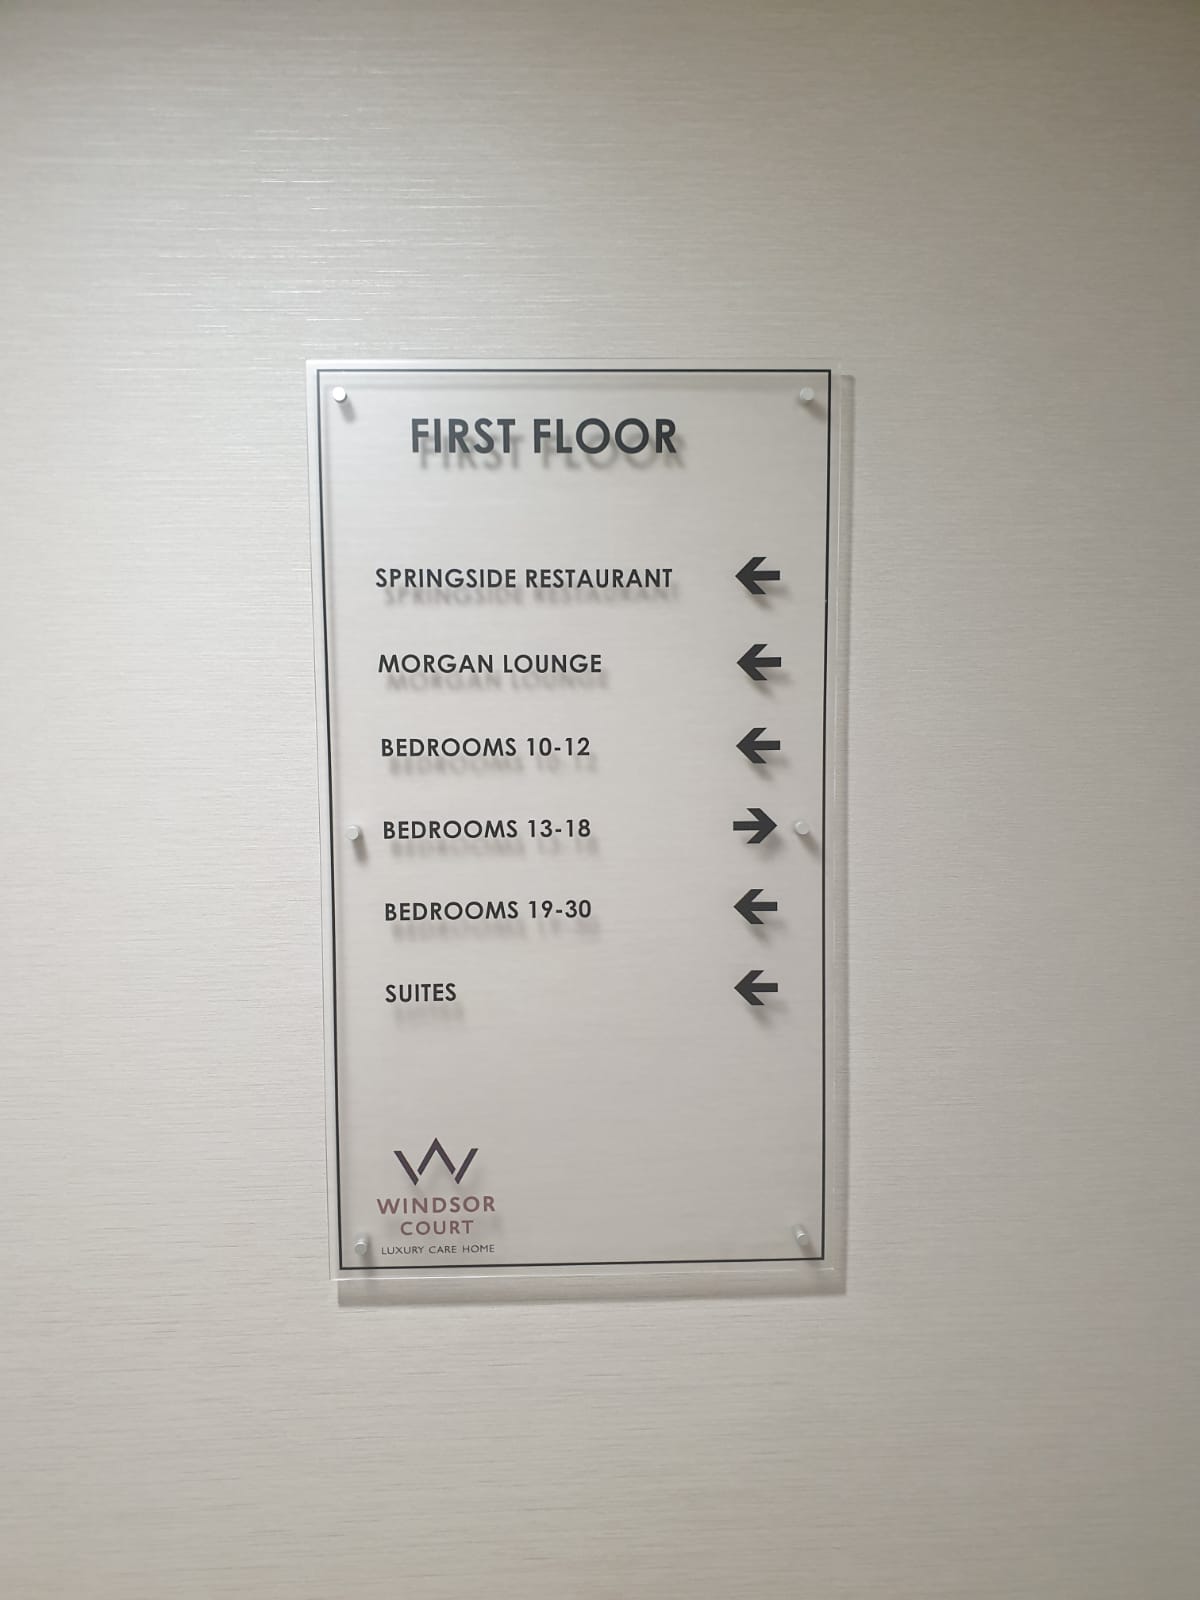 FIRST FLOOR
SPRINGSIDE RESTAURANT ←
MORGAN LOUNGE ←
BEDROOMS 10-12 ←
BEDROOMS 13-18 →
BEDROOMS 19-30 ←
SUITES ←
WINDSOR
COURT
LUXURY CARE HOME